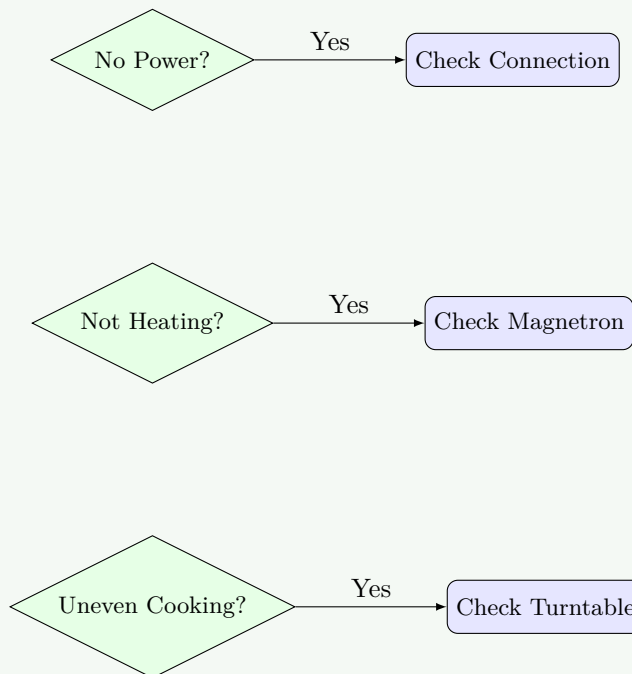 No Power?
Yes
Check Connection
Not Heating?
Yes
Check Magnetron
Uneven Cooking?
Yes
Check Turntable